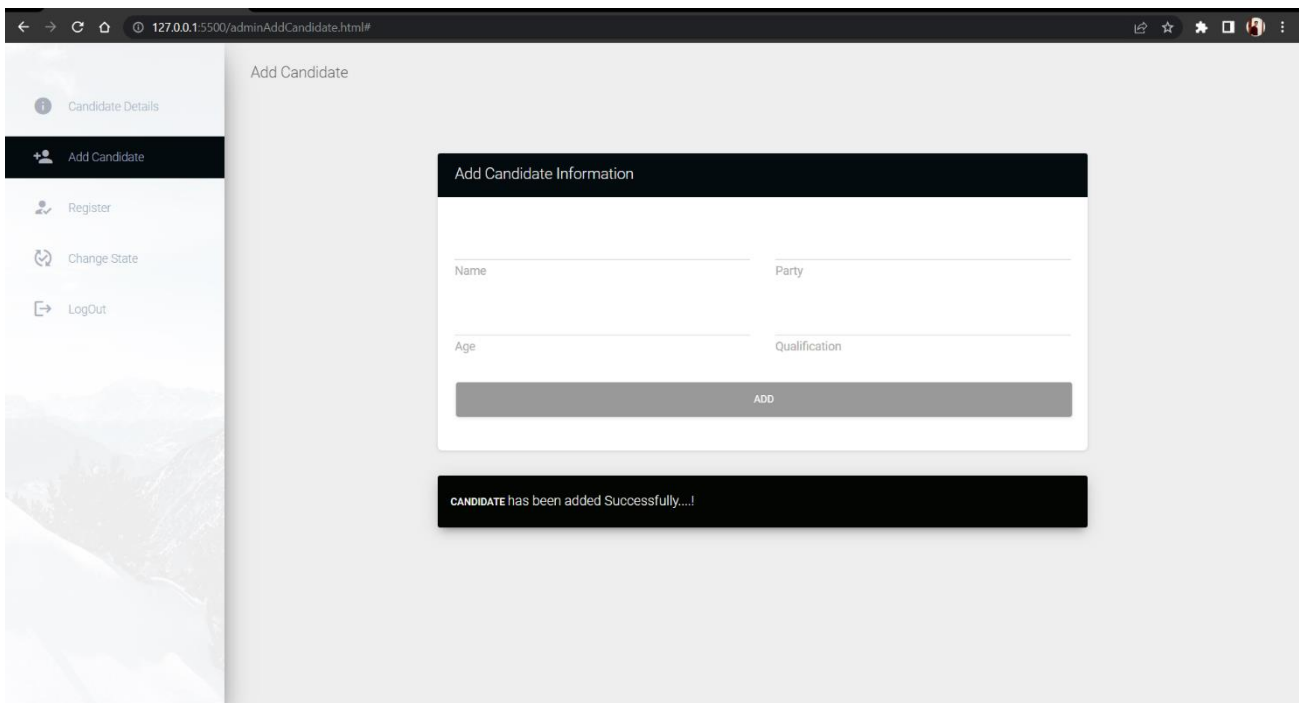 127.0.0.1:5500/adminAddCandidate.html#
Add Candidate
Candidate Details
Add Candidate
Register
Change State
LogOut
Add Candidate Information
Name
Party
Age
Qualification
ADD
CANDIDATE has been added Successfully....!